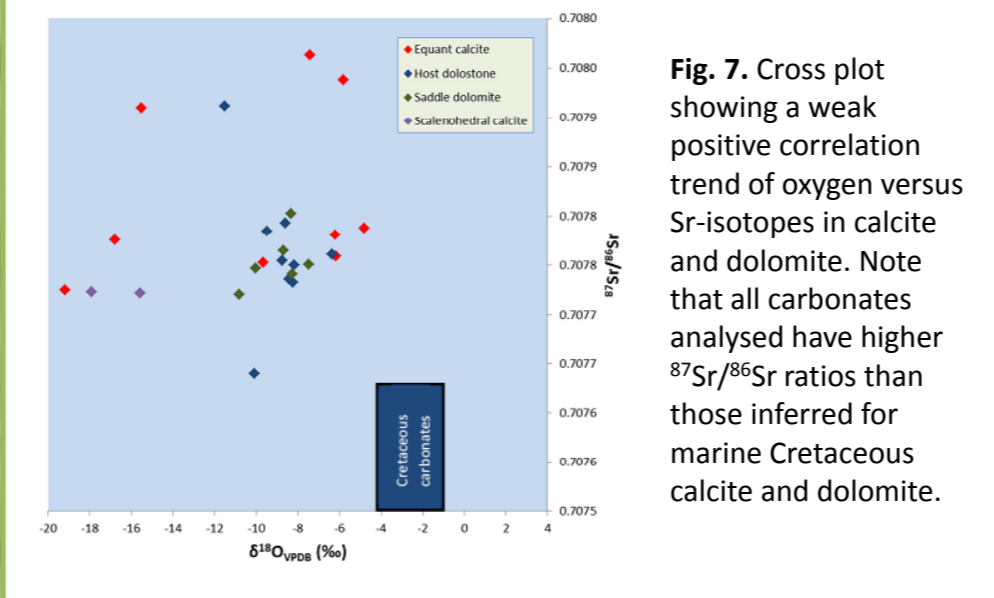 0.7080
Equant calcite
Host dolostone
Saddle dolomite
Scalenohedral calcite
0.7080
0.7079
0.7079
0.7078
0.7078
0.7077
0.7077
0.7076
0.7076
0.7075
⁸⁷Sr/⁸⁶Sr
Cretaceous
carbonates
-20 -18 -16 -14 -12 -10 -8 -6 -4 -2 0 2 4
δ¹⁸O_VPDB (‰)
Fig. 7. Cross plot
showing a weak
positive correlation
trend of oxygen versus
Sr-isotopes in calcite
and dolomite. Note
that all carbonates
analysed have higher
⁸⁷Sr/⁸⁶Sr ratios than
those inferred for
marine Cretaceous
calcite and dolomite.